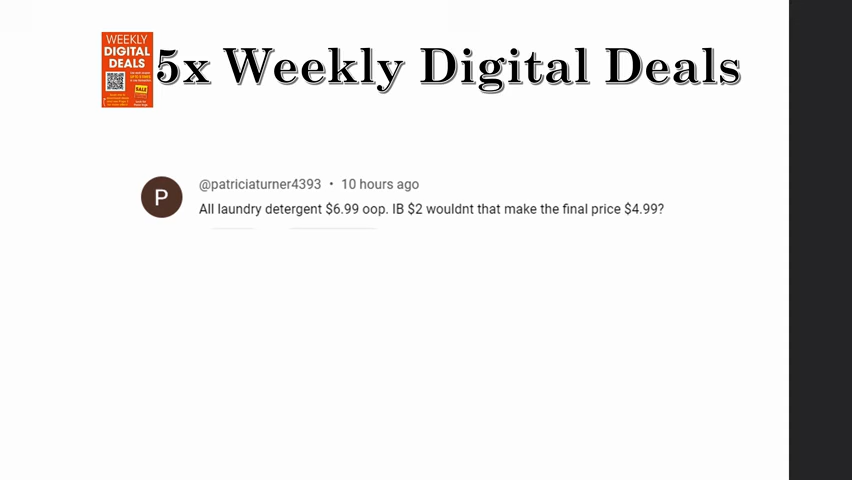 WEEKLY
DIGITAL
DEALS
5x Weekly Digital Deals
SALE
P
@patriciaturner4393 • 10 hours ago
All laundry detergent $6.99 oop. IB $2 wouldnt that make the final price $4.99?